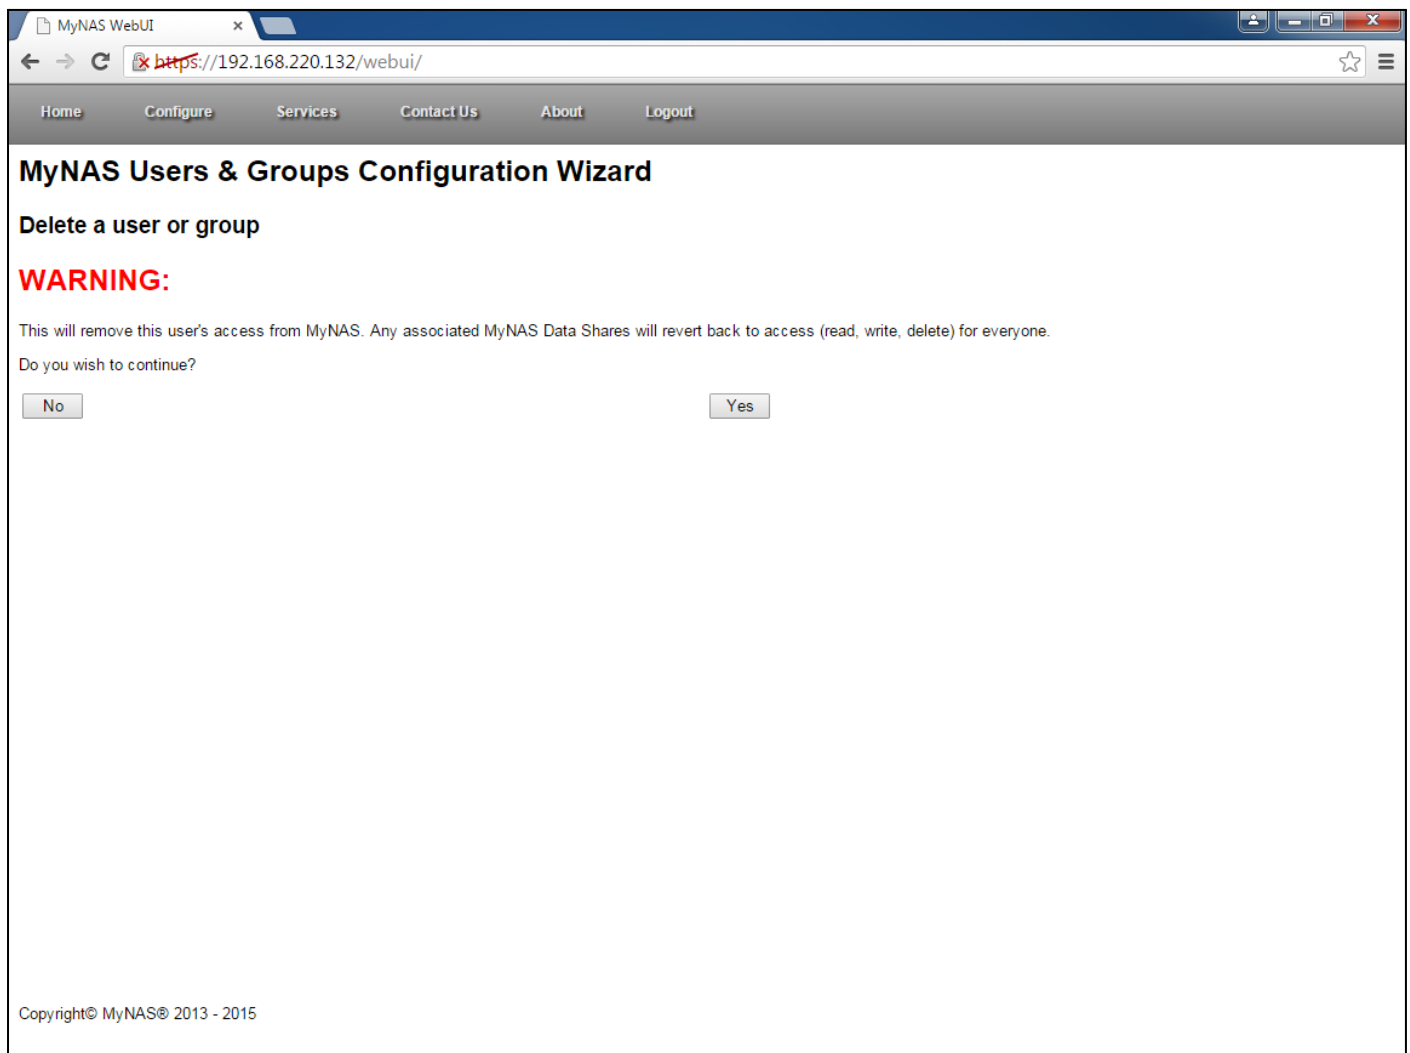 MyNAS WebUI
https://192.168.220.132/webui/
Home Configure Services Contact Us About Logout
MyNAS Users & Groups Configuration Wizard
Delete a user or group
WARNING:
This will remove this user's access from MyNAS. Any associated MyNAS Data Shares will revert back to access (read, write, delete) for everyone.
Do you wish to continue?
No Yes
Copyright© MyNAS® 2013 - 2015